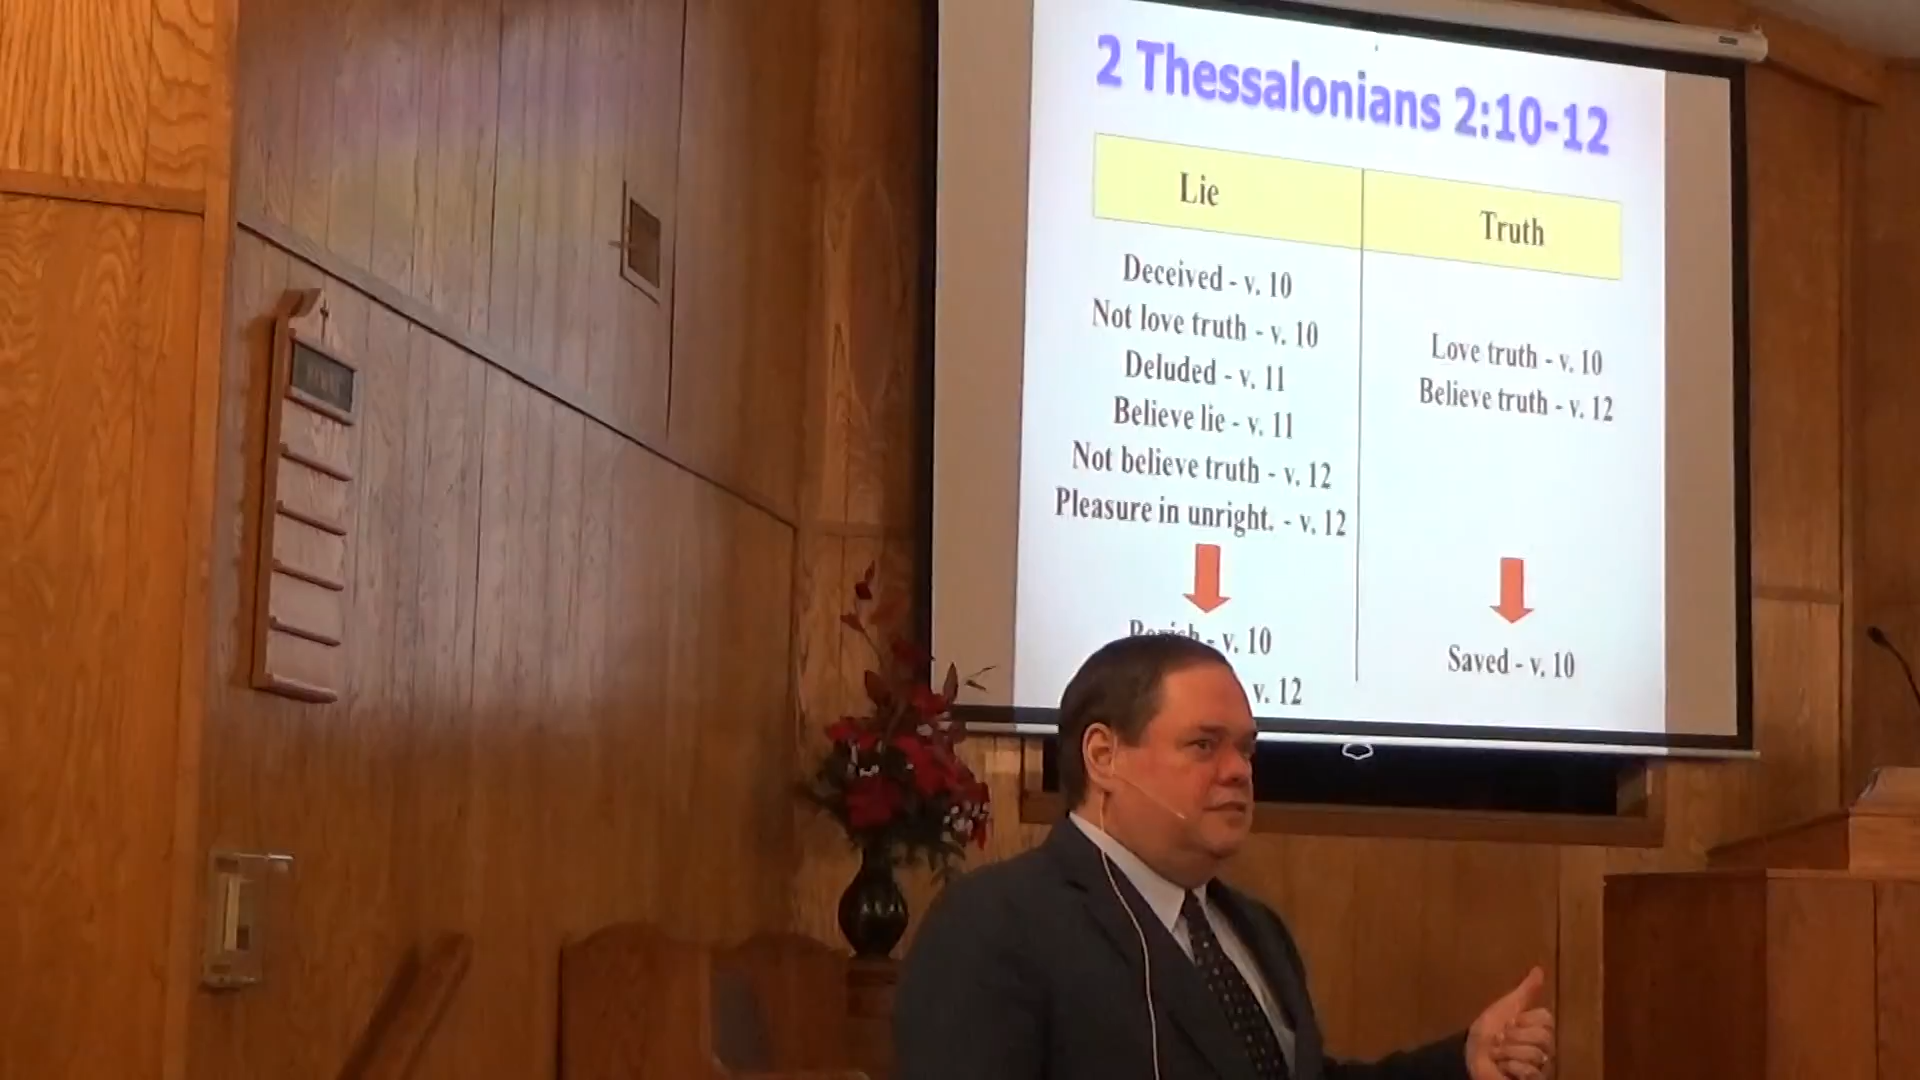 2 Thessalonians 2:10-12
Lie
Truth
Deceived - v. 10
Not love truth - v. 10
Deluded - v. 11
Believe lie - v. 11
Not believe truth - v. 12
Pleasure in unright. - v. 12
Perish - v. 10
v. 12
Love truth - v. 10
Believe truth - v. 12
Saved - v. 10